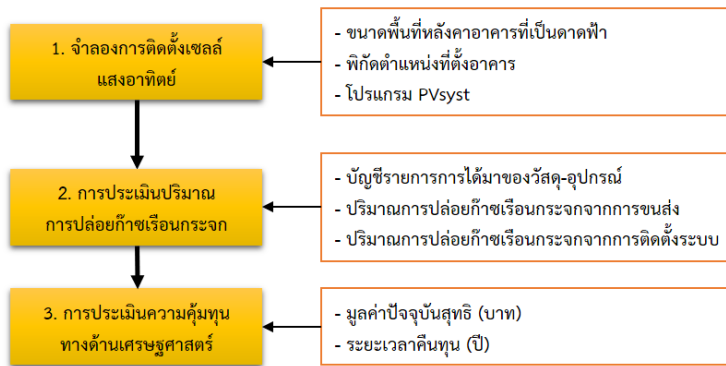 1. จำลองการติดตั้งเซลล์
แสงอาทิตย์
- ขนาดพื้นที่หลังคาอาคารที่เป็นดาดฟ้า
- พิกัดตำแหน่งที่ตั้งอาคาร
- โปรแกรม PVsyst
2. การประเมินปริมาณ
การปล่อยก๊าซเรือนกระจก
- บัญชีรายการการได้มาของวัสดุ-อุปกรณ์
- ปริมาณการปล่อยก๊าซเรือนกระจกจากการขนส่ง
- ปริมาณการปล่อยก๊าซเรือนกระจกจากการติดตั้งระบบ
3. การประเมินความคุ้มทุน
ทางด้านเศรษฐศาสตร์
- มูลค่าปัจจุบันสุทธิ (บาท)
- ระยะเวลาคืนทุน (ปี)